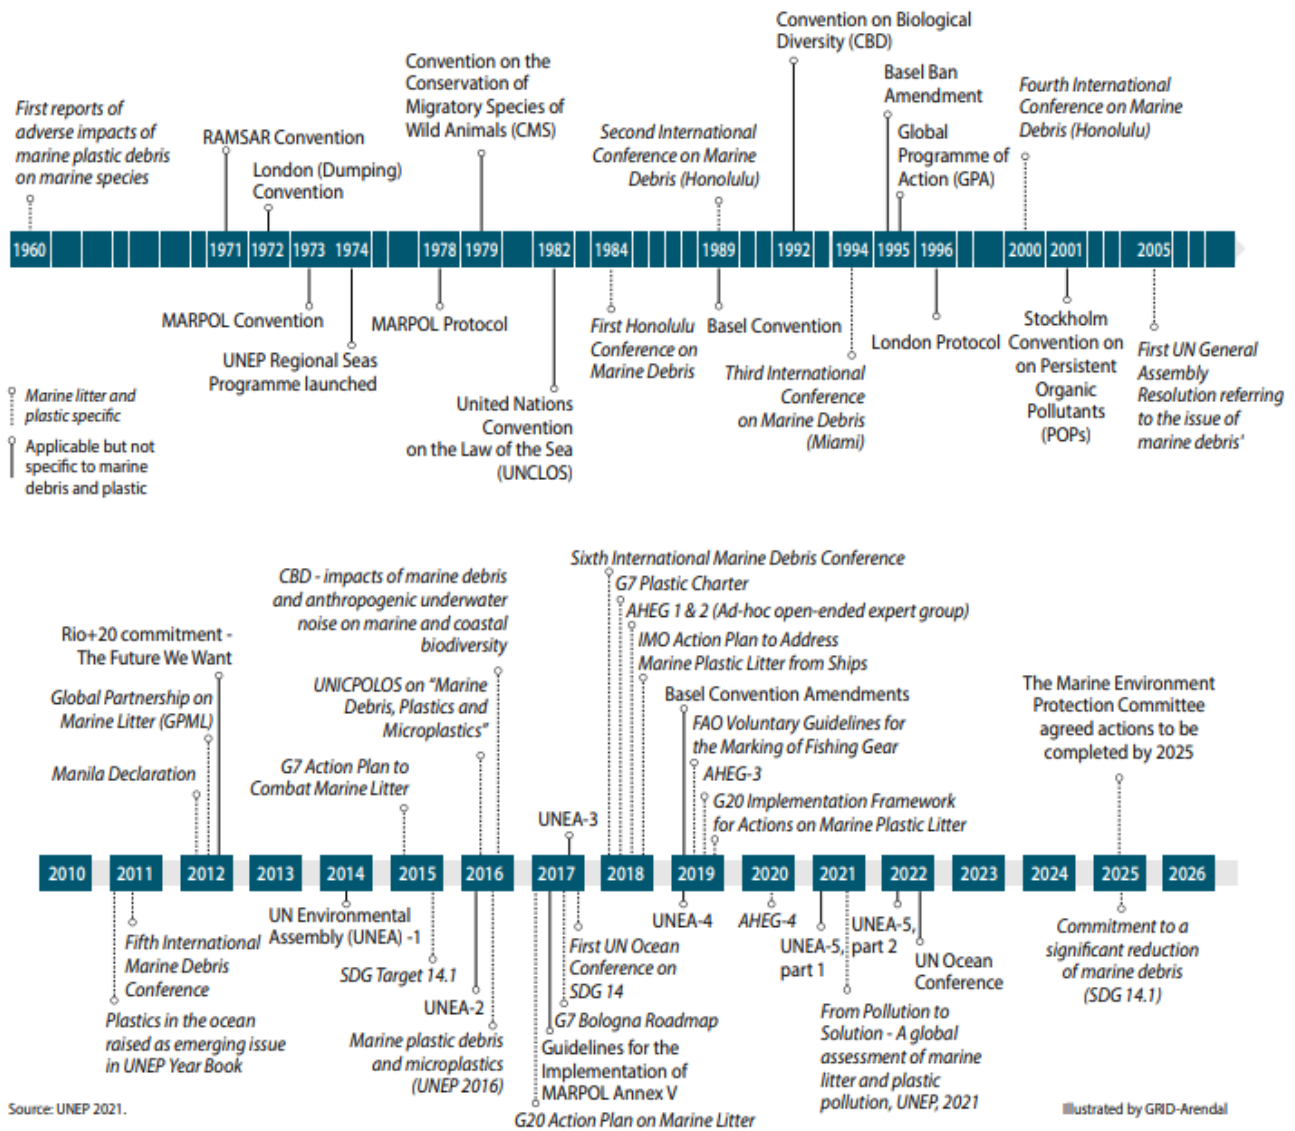 First reports of
adverse impacts of
marine plastic debris
on marine species
RAMSAR Convention
London (Dumping)
Convention
Convention on the
Conservation of
Migratory Species of
Wild Animals (CMS)
Second International
Conference on Marine
Debris (Honolulu)
Convention on Biological
Diversity (CBD)
Basel Ban
Amendment
Global
Programme of
Action (GPA)
Fourth International
Conference on Marine
Debris (Honolulu)
1960 1971 1972 1973 1974 1978 1979 1982 1984 1989 1992 1994 1995 1996 2000 2001 2005
MARPOL Convention
UNEP Regional Seas
Programme launched
MARPOL Protocol
United Nations
Convention
on the Law of the Sea
(UNCLOS)
First Honolulu
Conference on
Marine Debris
Basel Convention
Third International
Conference
on Marine Debris
(Miami)
London Protocol
Stockholm
Convention on
on Persistent
Organic
Pollutants
(POPs)
First UN General
Assembly
Resolution referring
to the issue of
marine debris'
Marine litter and
plastic specific
Applicable but not
specific to marine
debris and plastic
Rio+20 commitment -
The Future We Want
Global Partnership on
Marine Litter (GPML)
Manila Declaration
CBD - impacts of marine debris
and anthropogenic underwater
noise on marine and coastal
biodiversity
UNICPOLOS on “Marine
Debris, Plastics and
Microplastics”
G7 Action Plan to
Combat Marine Litter
UNEA-3
Sixth International Marine Debris Conference
G7 Plastic Charter
AHEG 1 & 2 (Ad-hoc open-ended expert group)
IMO Action Plan to Address
Marine Plastic Litter from Ships
Basel Convention Amendments
FAO Voluntary Guidelines for
the Marking of Fishing Gear
AHEG-3
G20 Implementation Framework
for Actions on Marine Plastic Litter
The Marine Environment
Protection Committee
agreed actions to be
completed by 2025
2010 2011 2012 2013 2014 2015 2016 2017 2018 2019 2020 2021 2022 2023 2024 2025 2026
Fifth International
Marine Debris
Conference
Plastics in the ocean
raised as emerging issue
in UNEP Year Book
UN Environmental
Assembly (UNEA) -1
SDG Target 14.1
UNEA-2
Marine plastic debris
and microplastics
(UNEP 2016)
First UN Ocean
Conference on
SDG 14
G7 Bologna Roadmap
Guidelines for the
Implementation of
MARPOL Annex V
G20 Action Plan on Marine Litter
UNEA-4
AHEG-4
UNEA-5,
part 1
UNEA-5,
part 2
UN Ocean
Conference
From Pollution to
Solution - A global
assessment of marine
litter and plastic
pollution, UNEP, 2021
Commitment to a
significant reduction
of marine debris
(SDG 14.1)
Source: UNEP 2021.
Illustrated by GRID-Arendal